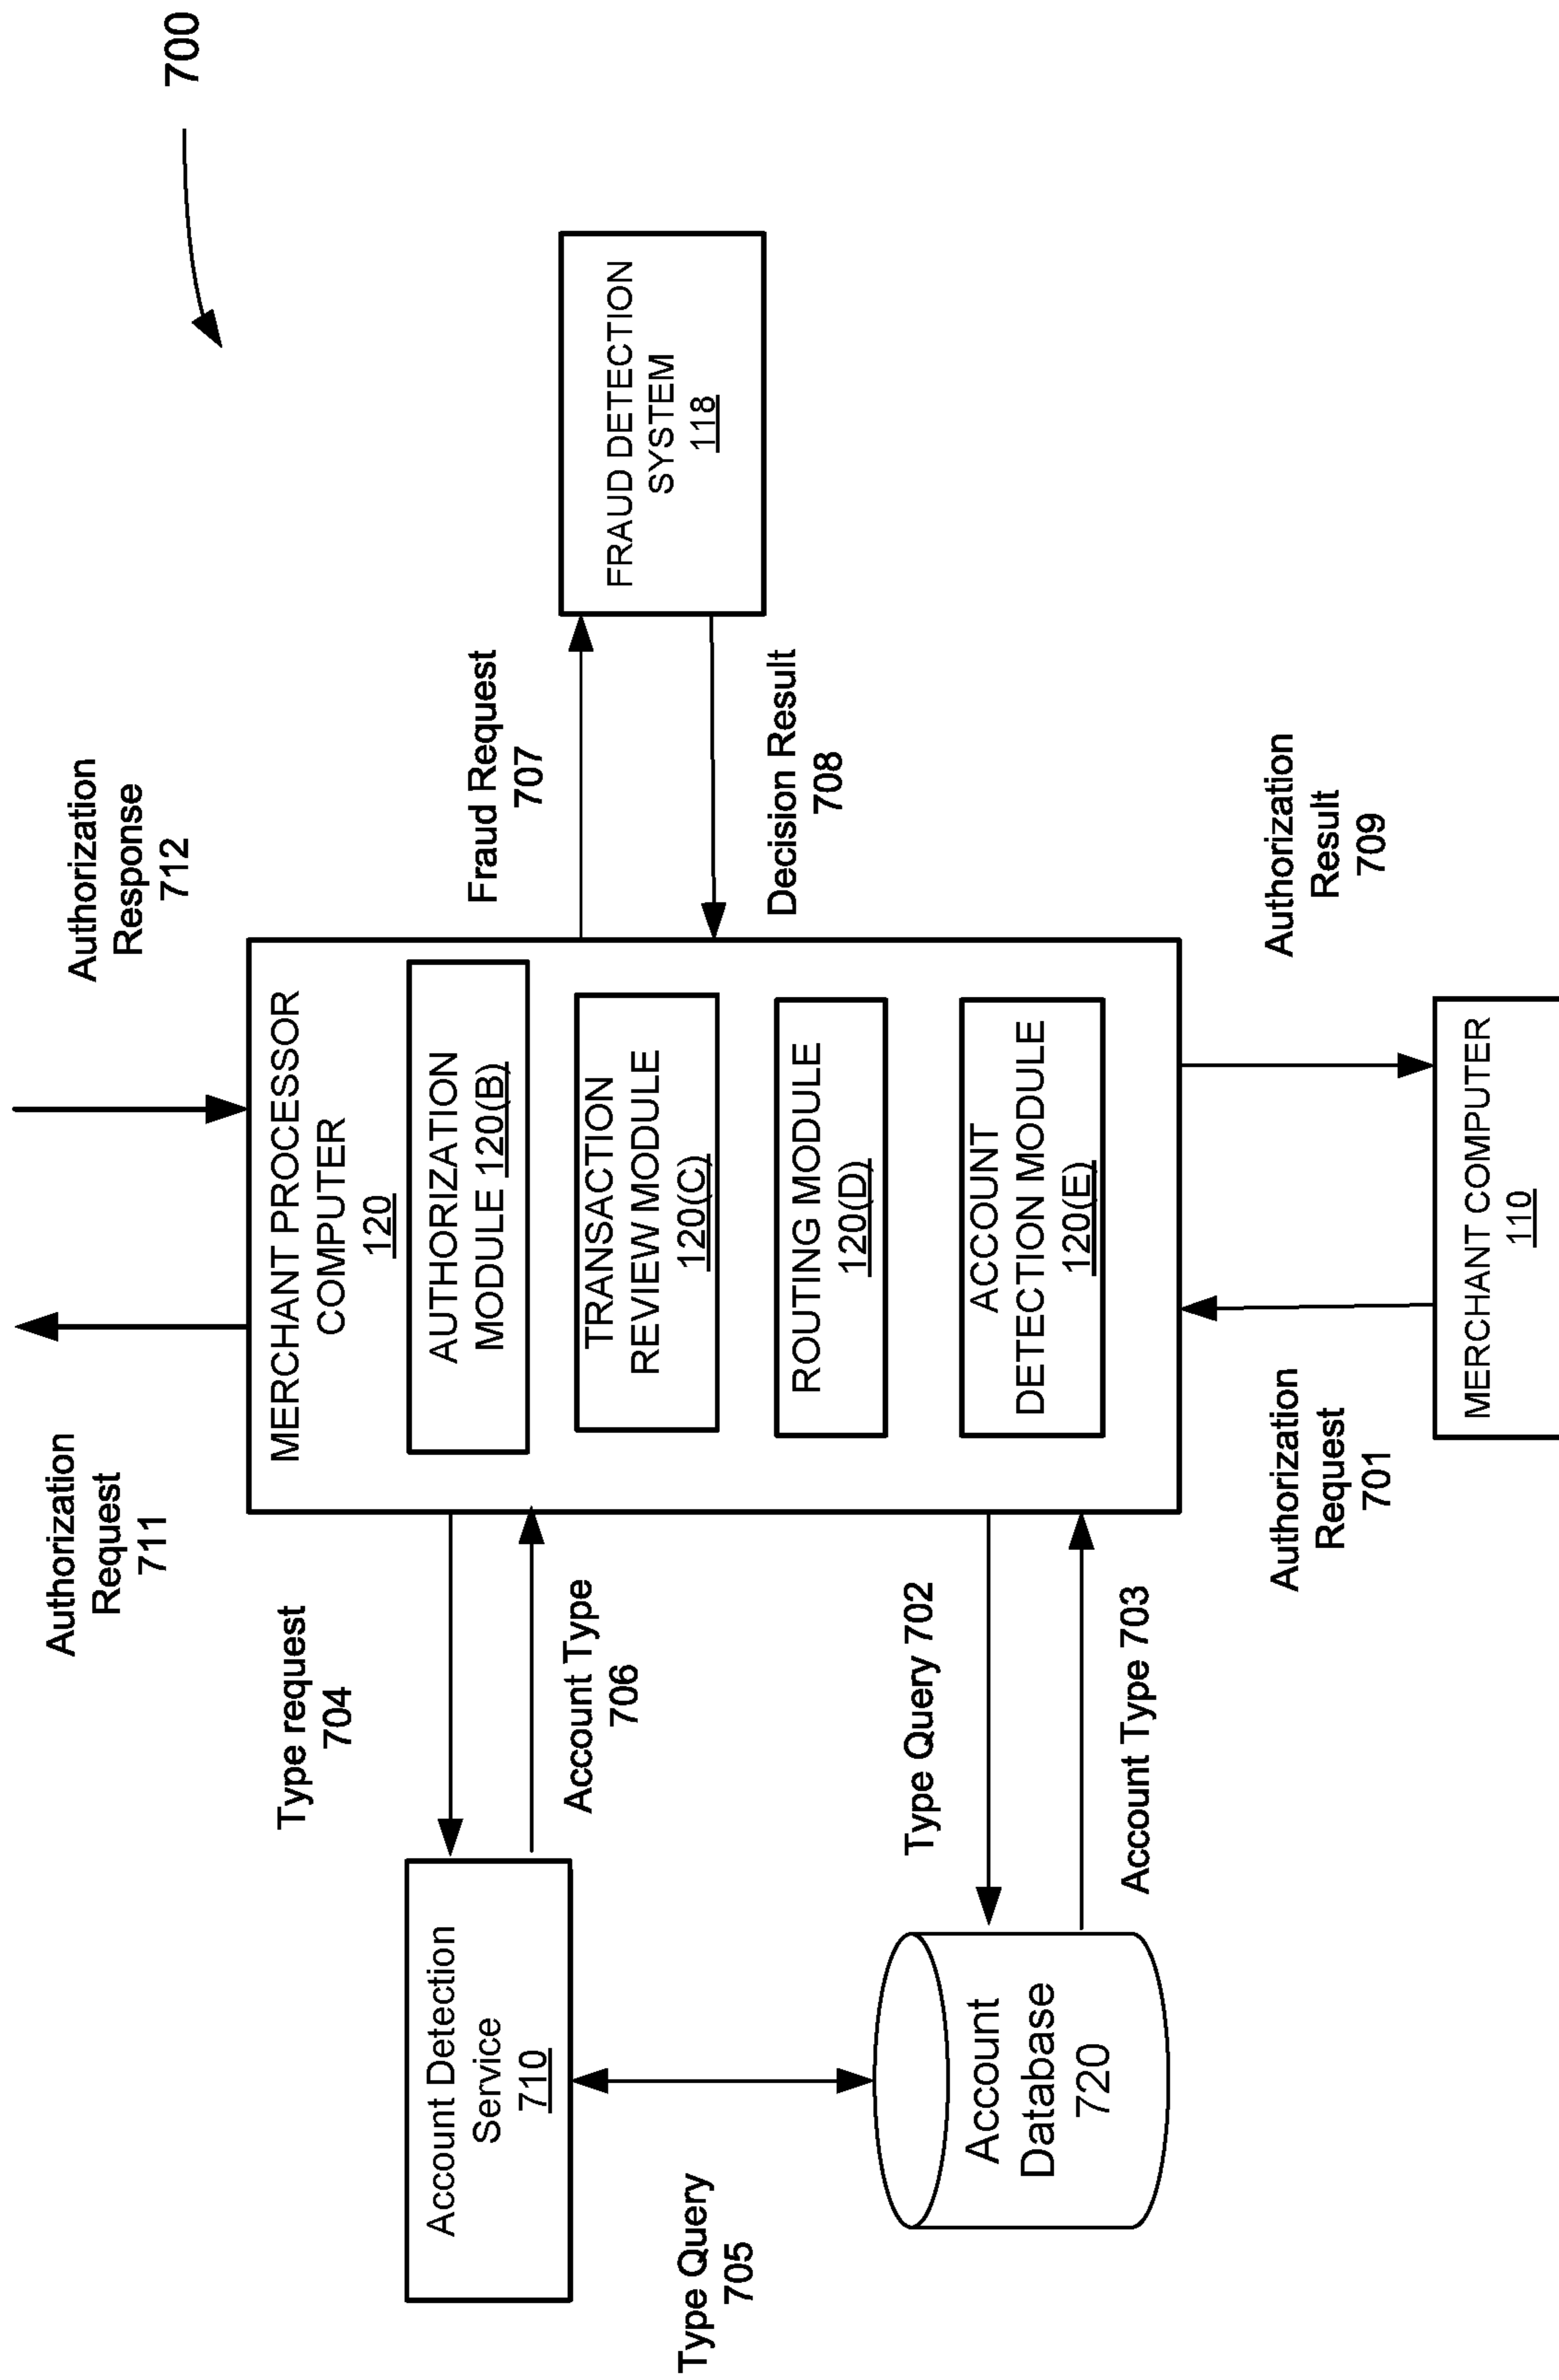 700
Authorization
Request
711
Authorization
Response
712
Type request
704
MERCHANT PROCESSOR
COMPUTER
120
AUTHORIZATION
MODULE 120(B)
TRANSACTION
REVIEW MODULE
120(C)
ROUTING MODULE
120(D)
ACCOUNT
DETECTION MODULE
120(E)
Account Detection
Service
710
Account Type
706
Fraud Request
707
FRAUD DETECTION
SYSTEM
118
Decision Result
708
Type Query
705
Type Query 702
Account Type 703
Account
Database
720
Authorization
Request
701
Authorization
Result
709
MERCHANT COMPUTER
110